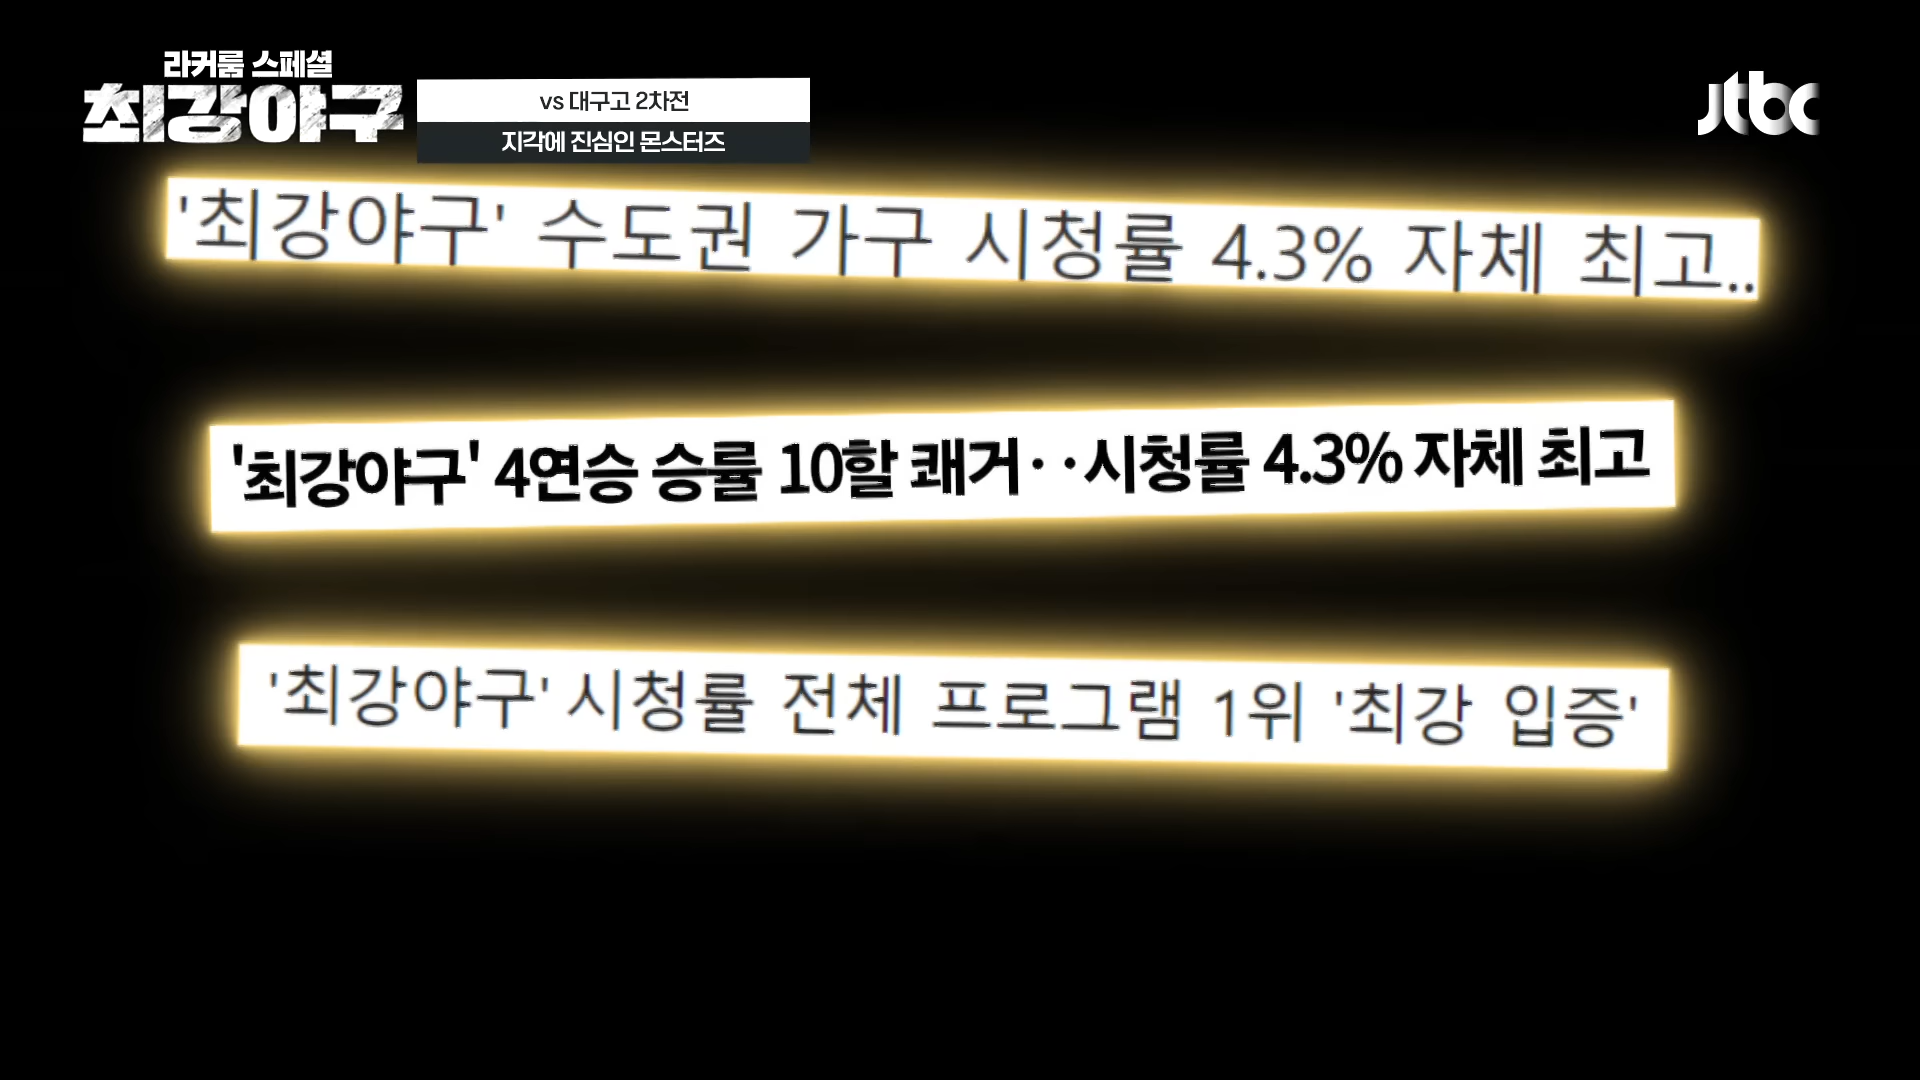 라커룸 스페셜
최강야구
vs 대구고 2차전
지각에 진심인 몬스터즈
jtbc
'최강야구' 수도권 가구 시청률 4.3% 자체 최고..
'최강야구' 4연승 승률 10할 쾌거‥시청률 4.3% 자체 최고
'최강야구' 시청률 전체 프로그램 1위 '최강 입증'